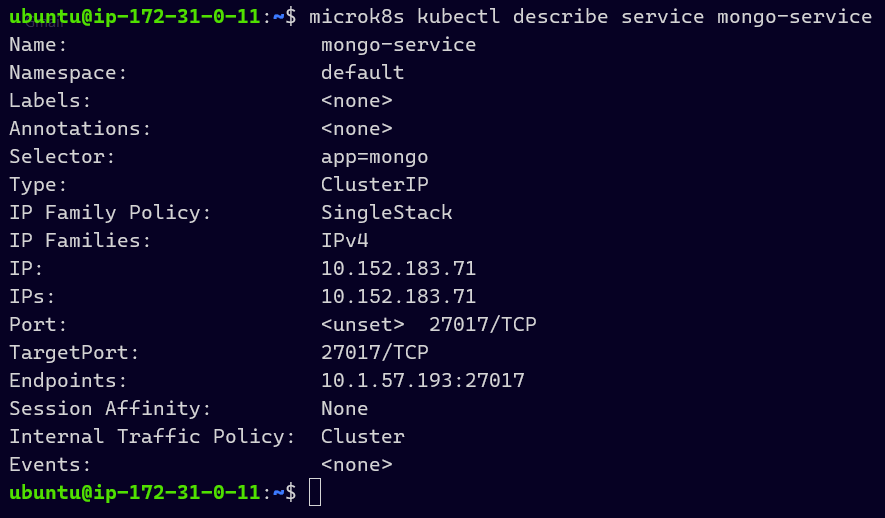 ubuntu@ip-172-31-0-11:~$ microk8s kubectl describe service mongo-service
Name:                     mongo-service
Namespace:                default
Labels:                   <none>
Annotations:              <none>
Selector:                 app=mongo
Type:                     ClusterIP
IP Family Policy:         SingleStack
IP Families:              IPv4
IP:                       10.152.183.71
IPs:                      10.152.183.71
Port:                     <unset>  27017/TCP
TargetPort:               27017/TCP
Endpoints:                10.1.57.193:27017
Session Affinity:         None
Internal Traffic Policy:  Cluster
Events:                   <none>
ubuntu@ip-172-31-0-11:~$